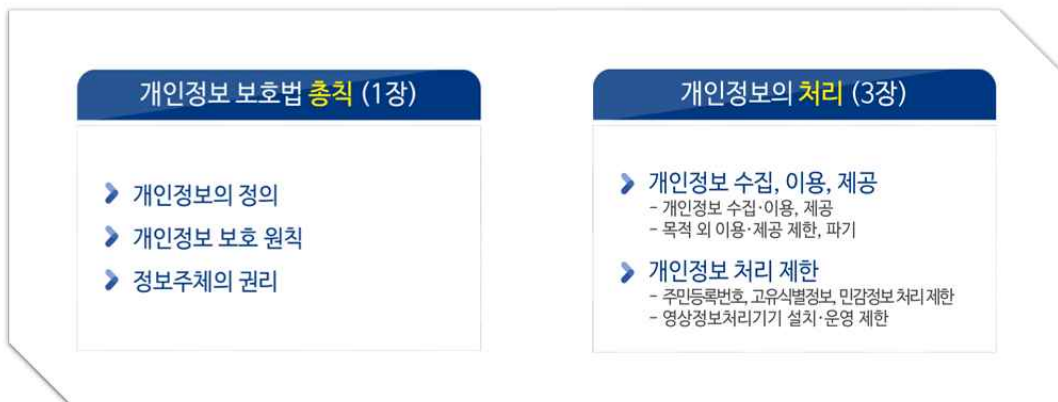 개인정보 보호법 총칙 (1장)
개인정보의 정의
개인정보 보호 원칙
정보주체의 권리
개인정보의 처리 (3장)
개인정보 수집, 이용, 제공
- 개인정보 수집·이용, 제공
- 목적 외 이용·제공 제한, 파기
개인정보 처리 제한
- 주민등록번호, 고유식별정보, 민감정보 처리 제한
- 영상정보처리기기 설치·운영 제한